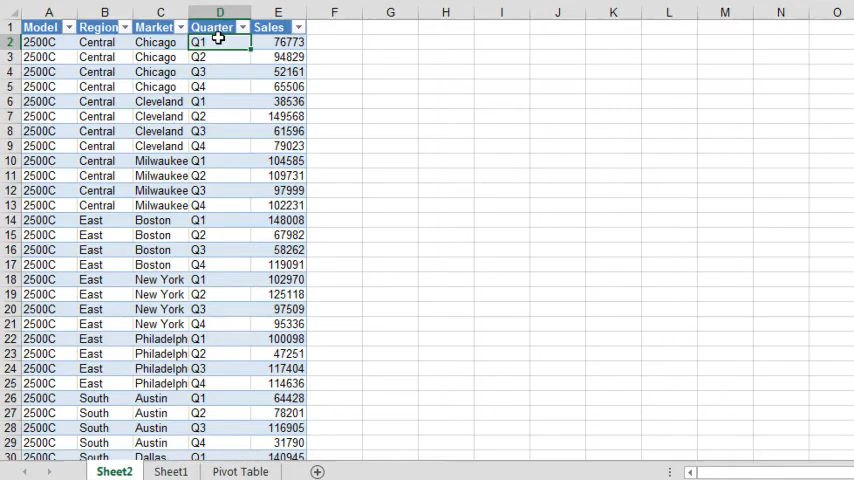 A B C D E F G H I J K L M N O
1 Model Region Market Quarter Sales
2 2500C Central Chicago Q1 76773
3 2500C Central Chicago Q2 94829
4 2500C Central Chicago Q3 52161
5 2500C Central Chicago Q4 65506
6 2500C Central Cleveland Q1 38536
7 2500C Central Cleveland Q2 149568
8 2500C Central Cleveland Q3 61596
9 2500C Central Cleveland Q4 79023
10 2500C Central Milwaukee Q1 104585
11 2500C Central Milwaukee Q2 109731
12 2500C Central Milwaukee Q3 97999
13 2500C Central Milwaukee Q4 102231
14 2500C East Boston Q1 148008
15 2500C East Boston Q2 67982
16 2500C East Boston Q3 58262
17 2500C East Boston Q4 119091
18 2500C East New York Q1 102970
19 2500C East New York Q2 125118
20 2500C East New York Q3 97509
21 2500C East New York Q4 95336
22 2500C East Philadelph Q1 100098
23 2500C East Philadelph Q2 47251
24 2500C East Philadelph Q3 117404
25 2500C East Philadelph Q4 114636
26 2500C South Austin Q1 64428
27 2500C South Austin Q2 78201
28 2500C South Austin Q3 116905
29 2500C South Austin Q4 31790
30 2500C South Dallas Q1 140945
Sheet2 Sheet1 Pivot Table